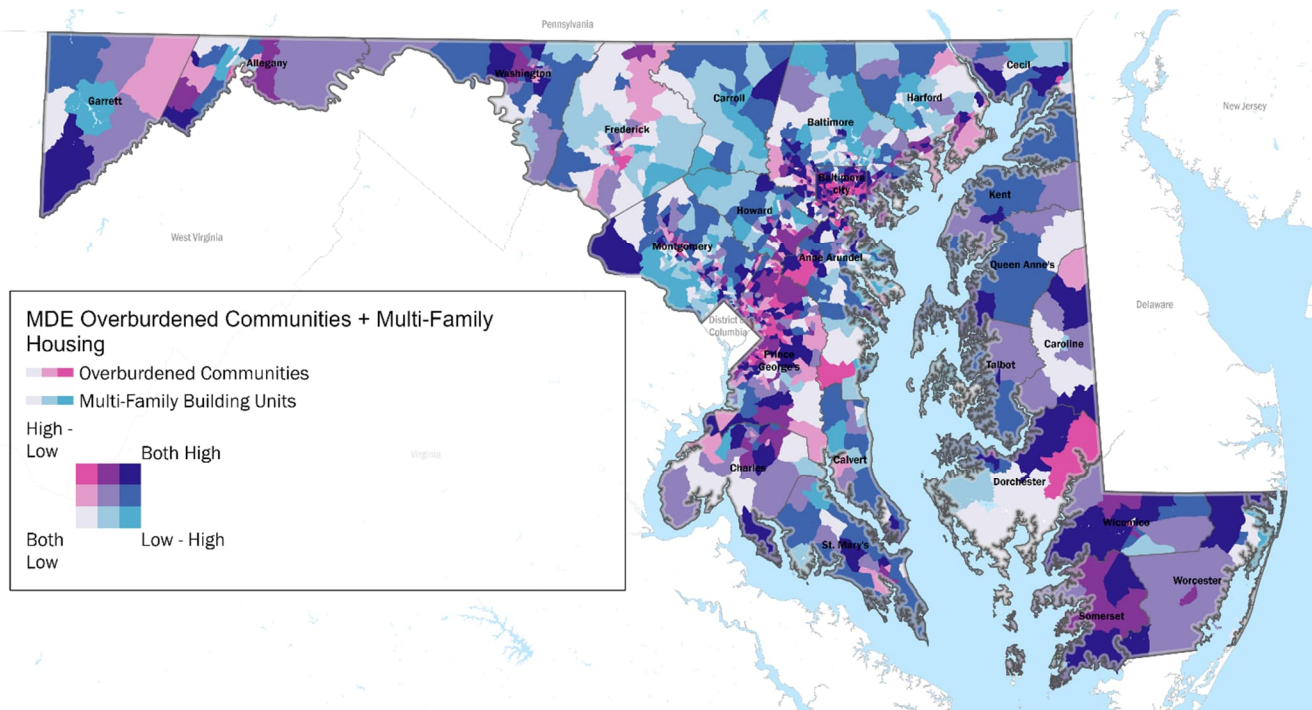 Pennsylvania
Allegany
Garrett
Washington
Frederick
Carroll
Baltimore
Harford
Cecil
New Jersey
Baltimore
city
Kent
Howard
West Virginia
Montgomery
Anne Arundel
Queen Anne's
Delaware
District of
Columbia
Prince
George's
Talbot
Caroline
Virginia
Charles
Calvert
Dorchester
St. Mary's
Wicomico
Worcester
Somerset
MDE Overburdened Communities + Multi-Family
Housing
Overburdened Communities
Multi-Family Building Units
High -
Low
Both High
Both
Low
Low - High